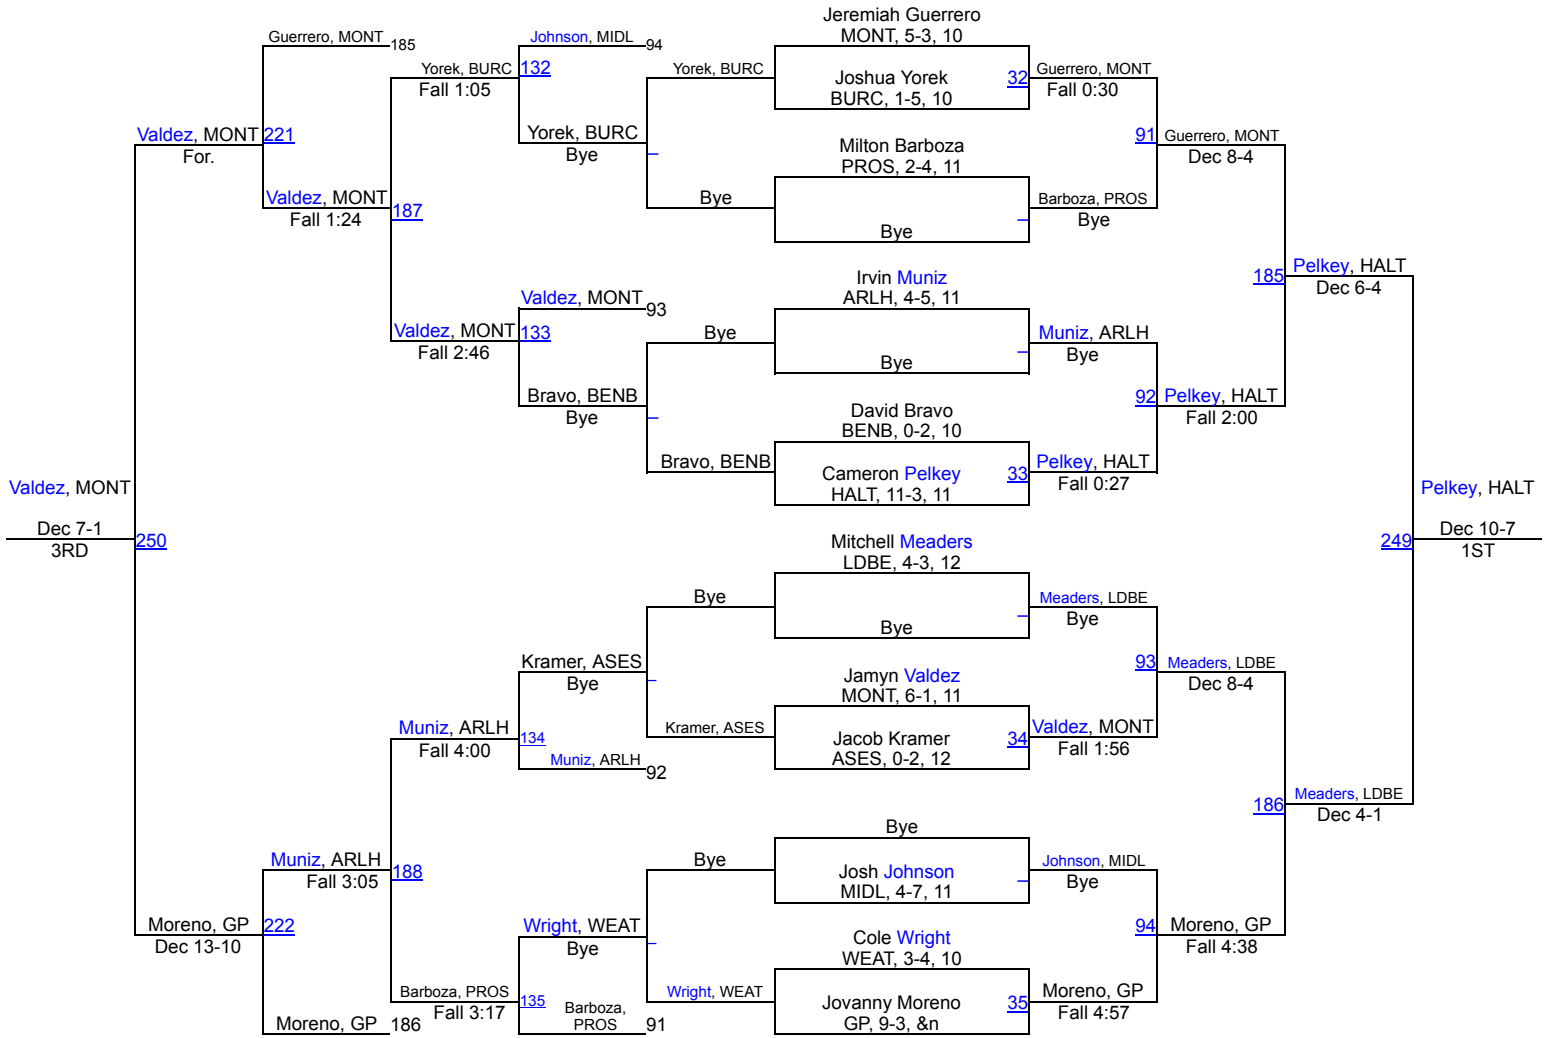 Jeremiah Guerrero
MONT, 5-3, 10
Guerrero, MONT 185
Johnson, MIDL 94
Yorek, BURC 132
Fall 1:05
Yorek, BURC
Joshua Yorek 32
BURC, 1-5, 10
Guerrero, MONT
Fall 0:30
Valdez, MONT 221
For.
Yorek, BURC
Bye
_
Milton Barboza
PROS, 2-4, 11
91 Guerrero, MONT
Dec 8-4
Valdez, MONT 187
Fall 1:24
Bye
_
Bye
Barboza, PROS
Bye
Irvin Muniz
ARLH, 4-5, 11
185 Pelkey, HALT
Dec 6-4
Valdez, MONT 93
Valdez, MONT 133
Fall 2:46
Bye
_
Bye
Muniz, ARLH
Bye
Bravo, BENB
Bye
_
David Bravo
BENB, 0-2, 10
92 Pelkey, HALT
Fall 2:00
Bravo, BENB
Cameron Pelkey 33
HALT, 11-3, 11
Pelkey, HALT
Fall 0:27
Valdez, MONT
Dec 7-1 250
3RD
Pelkey, HALT
249 Dec 10-7
1ST
Mitchell Meaders
LDBE, 4-3, 12
Bye
_
Bye
Meaders, LDBE
Bye
Kramer, ASES
Bye
_
Jamyn Valdez
MONT, 6-1, 11
93 Meaders, LDBE
Dec 8-4
Muniz, ARLH 134
Fall 4:00
Muniz, ARLH 92
Kramer, ASES
Jacob Kramer 34
ASES, 0-2, 12
Valdez, MONT
Fall 1:56
186 Meaders, LDBE
Dec 4-1
Bye
Muniz, ARLH 188
Fall 3:05
Bye
Josh Johnson _
MIDL, 4-7, 11
Johnson, MIDL
Bye
Moreno, GP 222
Dec 13-10
Wright, WEAT
Bye
_
Cole Wright
WEAT, 3-4, 10
94 Moreno, GP
Fall 4:38
Barboza, PROS 135
Fall 3:17
Wright, WEAT
Jovanny Moreno 35
GP, 9-3, &n
Moreno, GP
Fall 4:57
Moreno, GP 186
Barboza,
PROS 91